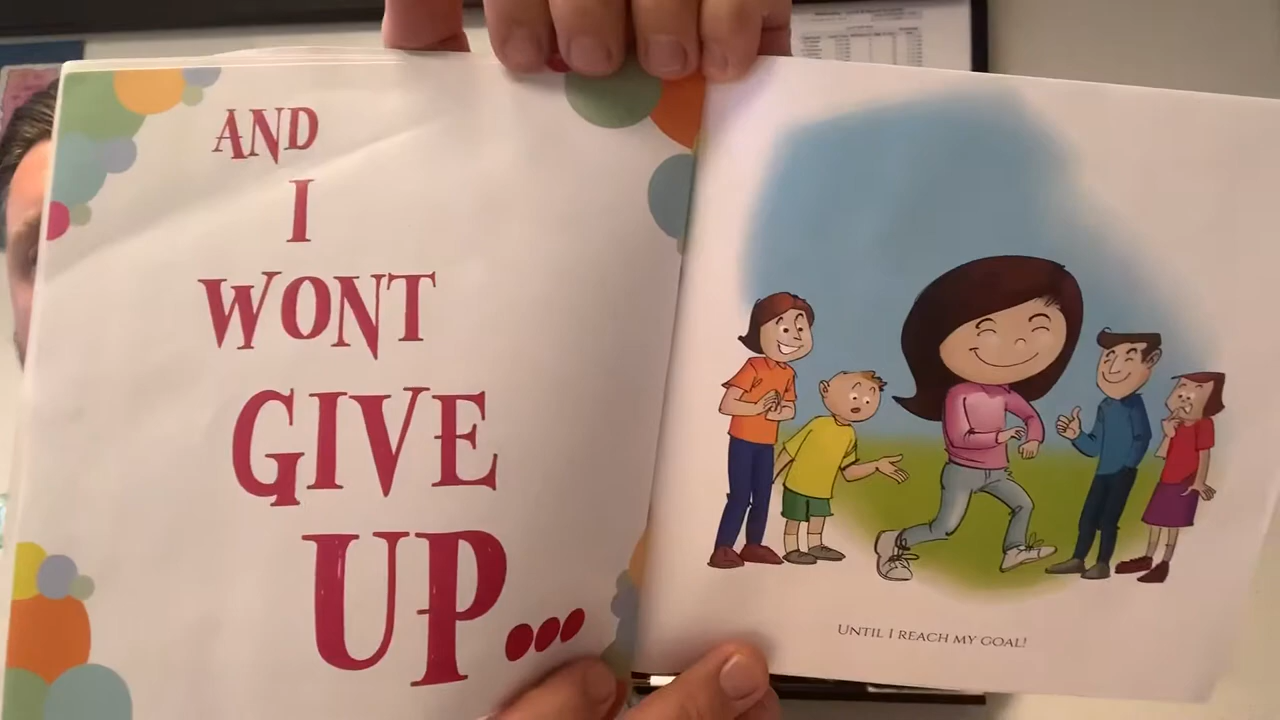 AND
I
WONT
GIVE
UP...
UNTIL I REACH MY GOAL!